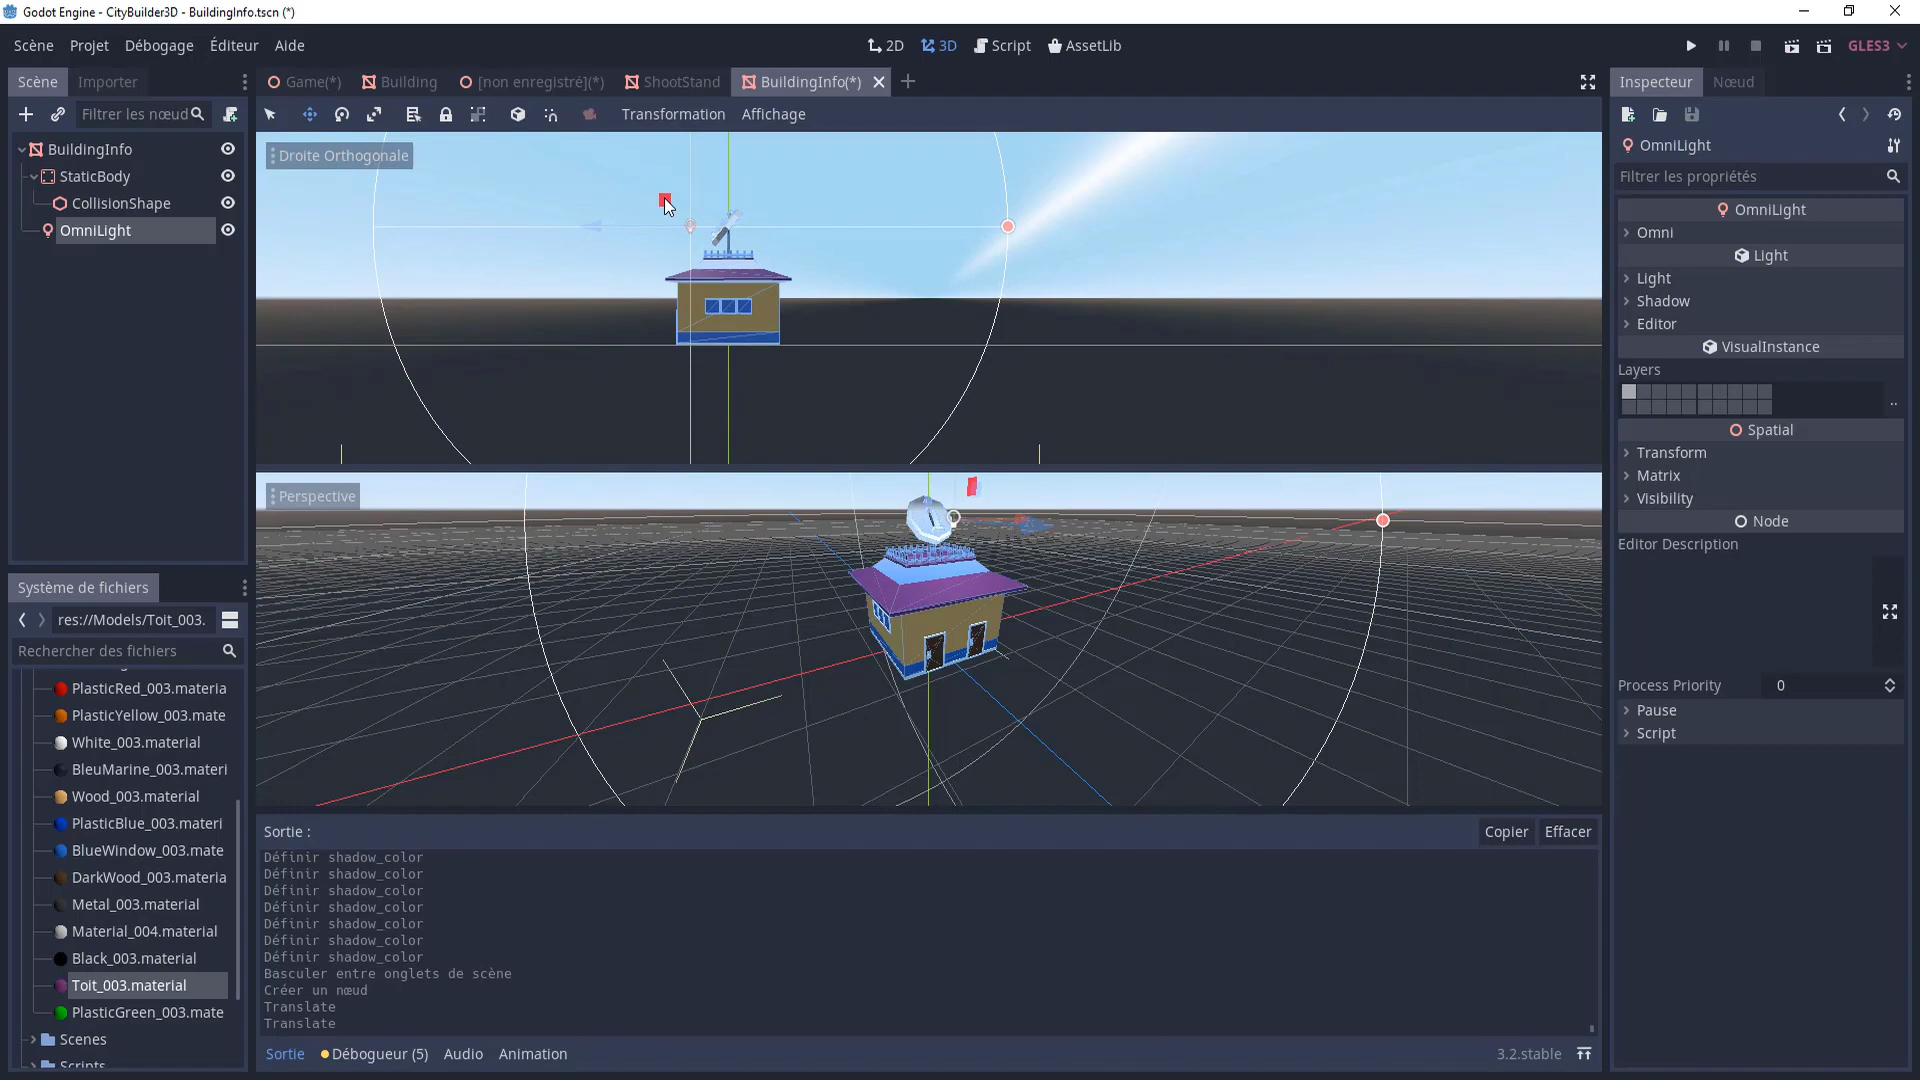 Godot Engine - CityBuilder3D - BuildingInfo.tscn (*)
Scène Projet Débogage Éditeur Aide
2D 3D Script AssetLib
GLES3
Scène Importer
Game(*) Building [non enregistré](*) ShootStand BuildingInfo(*)
Inspecteur Nœud
Filtrer les nœud
Transformation Affichage
BuildingInfo
StaticBody
CollisionShape
OmniLight
Droite Orthogonale
Perspective
Système de fichiers
res://Models/Toit_003.
Rechercher des fichiers
PlasticRed_003.materia
PlasticYellow_003.mate
White_003.material
BleuMarine_003.materi
Wood_003.material
PlasticBlue_003.materi
BlueWindow_003.mate
DarkWood_003.materia
Metal_003.material
Material_004.material
Black_003.material
Toit_003.material
PlasticGreen_003.mate
Scenes
Scripts
Sortie :
Copier Effacer
Définir shadow_color
Définir shadow_color
Définir shadow_color
Définir shadow_color
Définir shadow_color
Définir shadow_color
Définir shadow_color
Basculer entre onglets de scène
Créer un nœud
Translate
Translate
Sortie Débogueur (5) Audio Animation
3.2.stable
OmniLight
Filtrer les propriétés
OmniLight
Omni
Light
Light
Shadow
Editor
VisualInstance
Layers
..
Spatial
Transform
Matrix
Visibility
Node
Editor Description
Process Priority 0
Pause
Script